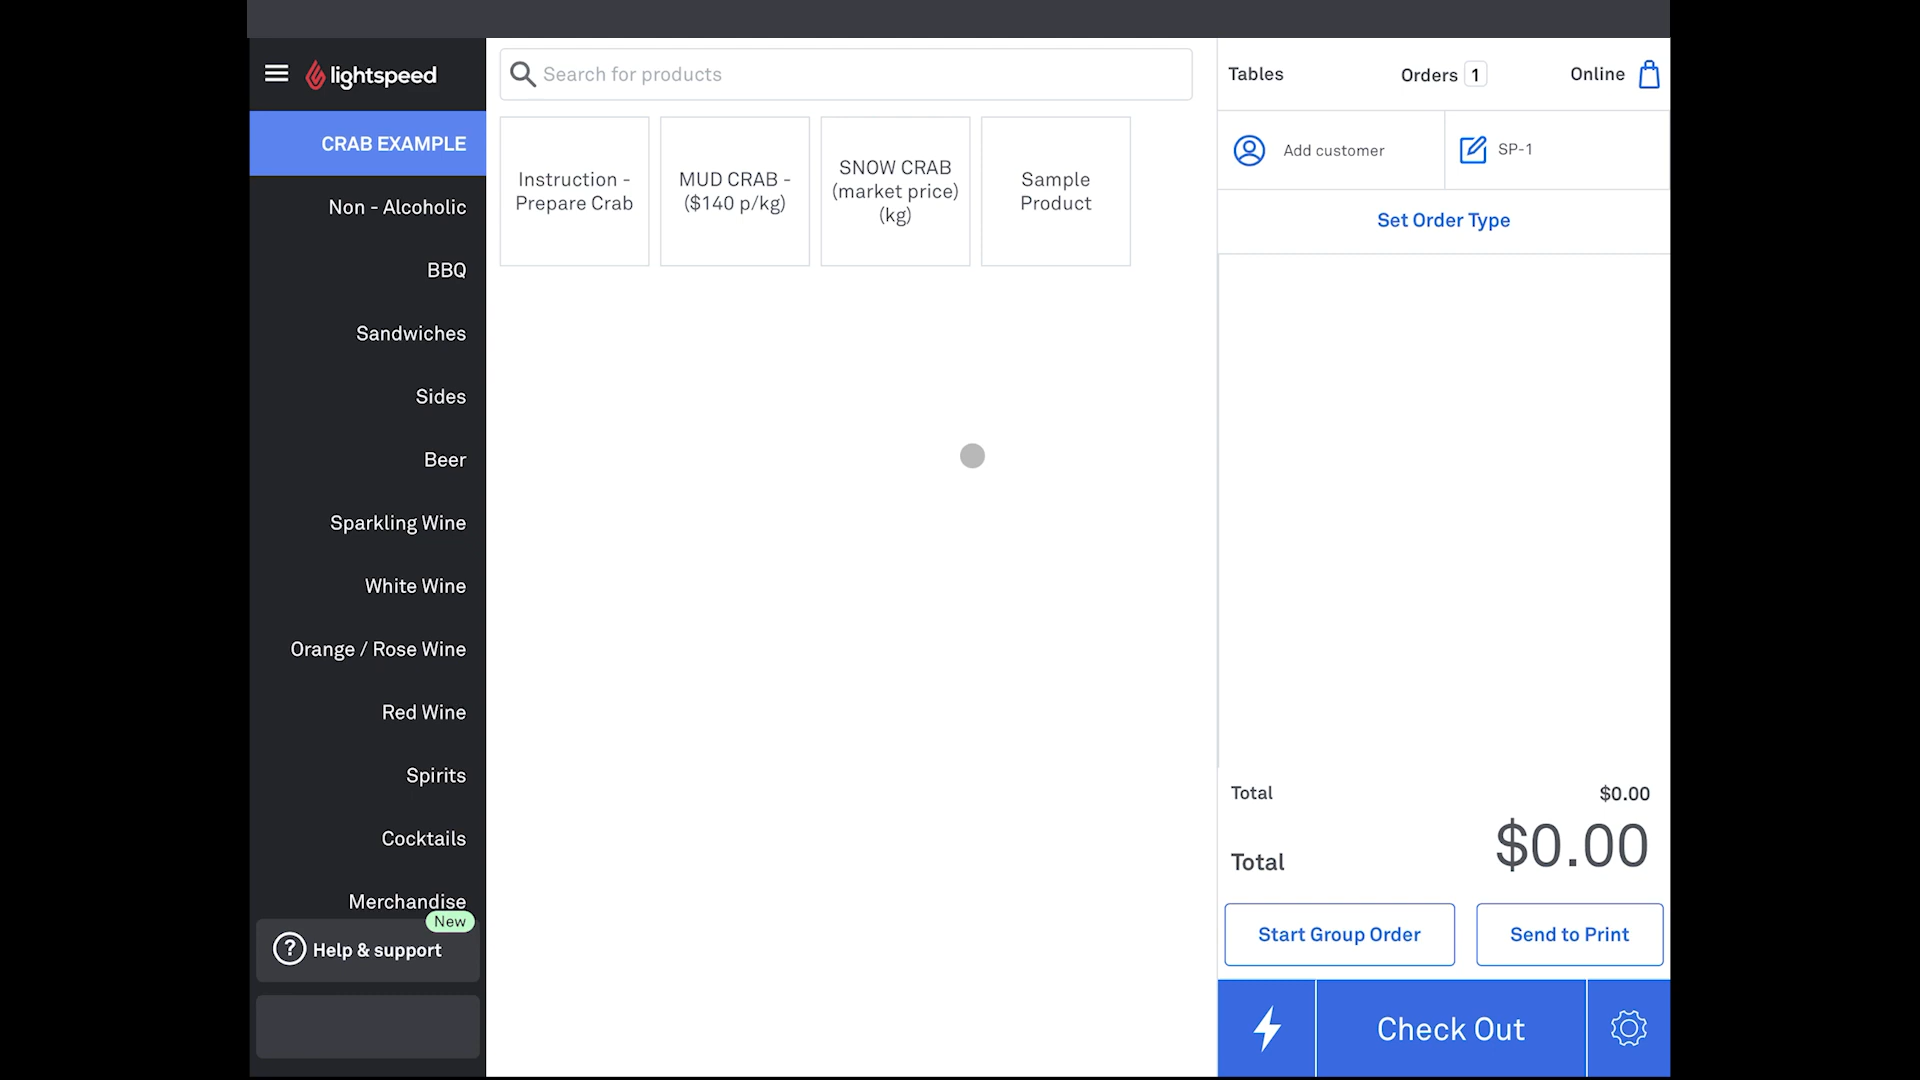 lightspeed
CRAB EXAMPLE
Non - Alcoholic
BBQ
Sandwiches
Sides
Beer
Sparkling Wine
White Wine
Orange / Rose Wine
Red Wine
Spirits
Cocktails
Merchandise
New
? Help & support
Search for products
Instruction -
Prepare Crab
MUD CRAB -
($140 p/kg)
SNOW CRAB
(market price)
(kg)
Sample
Product
Tables
Orders 1
Online
Add customer
SP-1
Set Order Type
Total $0.00
Total $0.00
Start Group Order
Send to Print
Check Out